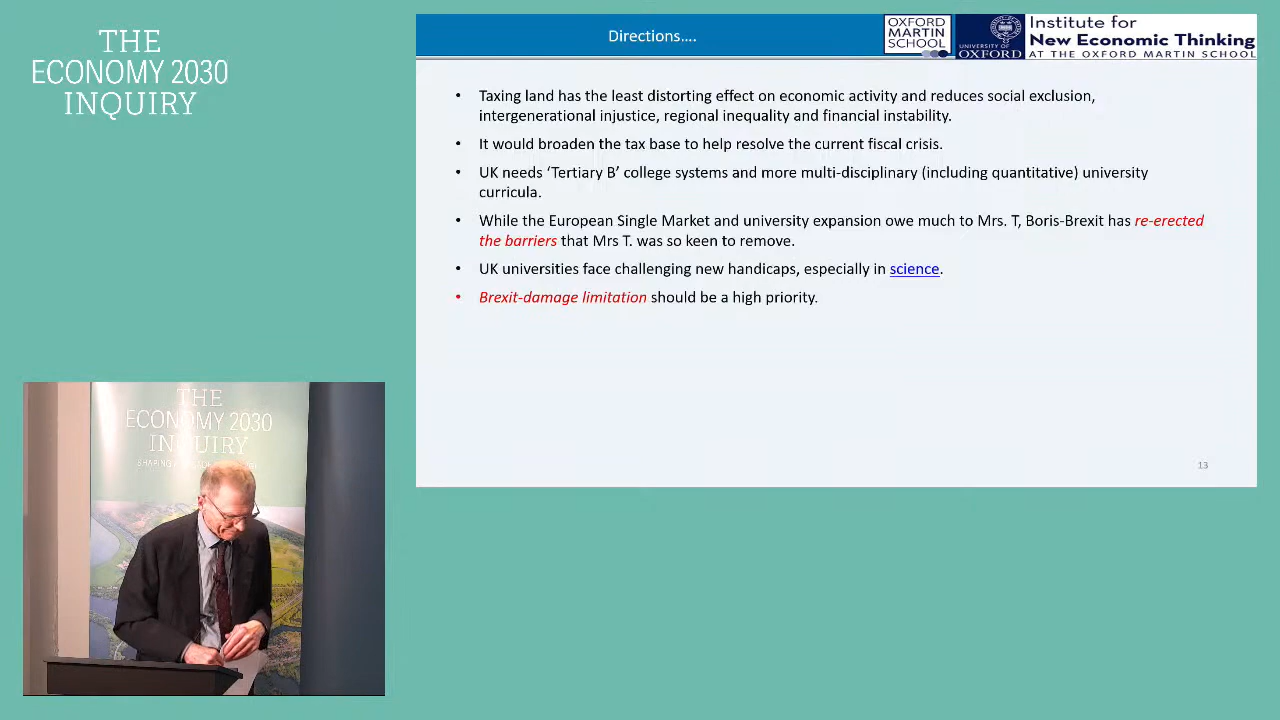 THE
ECONOMY 2030
INQUIRY
Directions....
OXFORD
MARTIN
SCHOOL
UNIVERSITY OF
OXFORD
Institute for
New Economic Thinking
AT THE OXFORD MARTIN SCHOOL
• Taxing land has the least distorting effect on economic activity and reduces social exclusion,
intergenerational injustice, regional inequality and financial instability.
• It would broaden the tax base to help resolve the current fiscal crisis.
• UK needs ‘Tertiary B’ college systems and more multi-disciplinary (including quantitative) university
curricula.
• While the European Single Market and university expansion owe much to Mrs. T, Boris-Brexit has re-erected
the barriers that Mrs T. was so keen to remove.
• UK universities face challenging new handicaps, especially in science.
• Brexit-damage limitation should be a high priority.
13
THE
ECONOMY 2030
INQUIRY
SHAPING